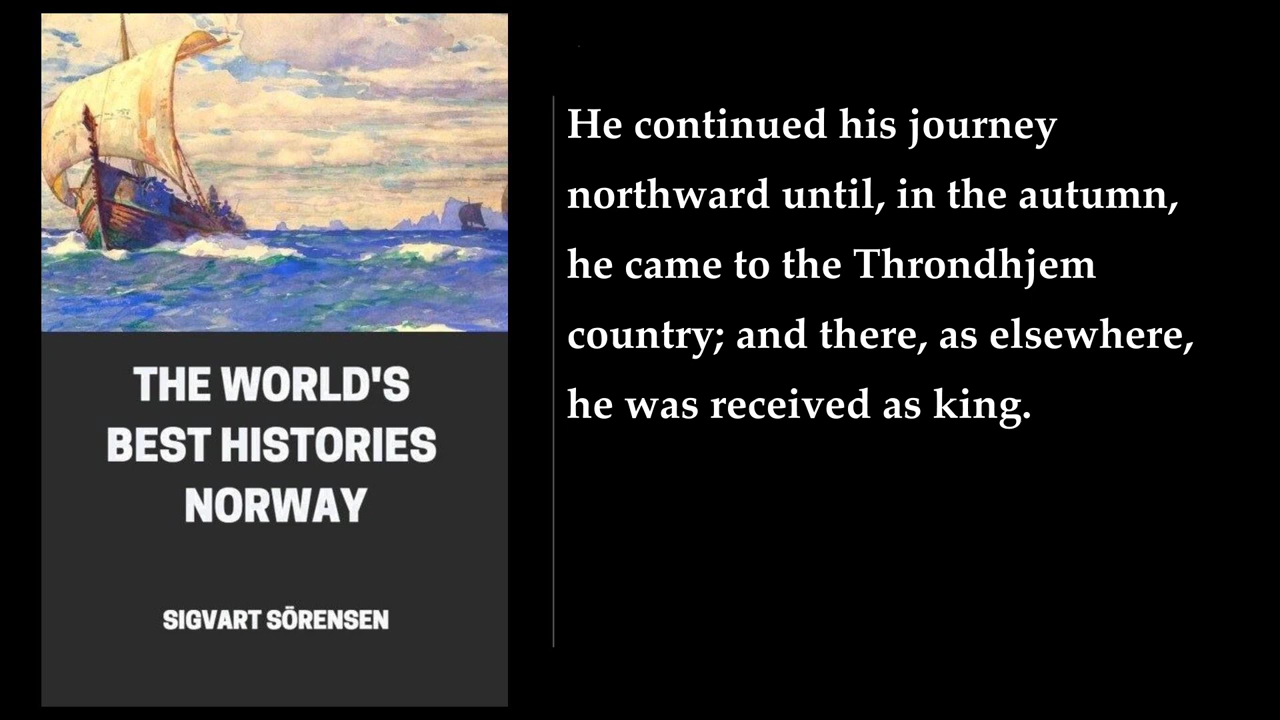 THE WORLD'S
BEST HISTORIES
NORWAY
SIGVART SÖRENSEN
He continued his journey
northward until, in the autumn,
he came to the Throndhjem
country; and there, as elsewhere,
he was received as king.